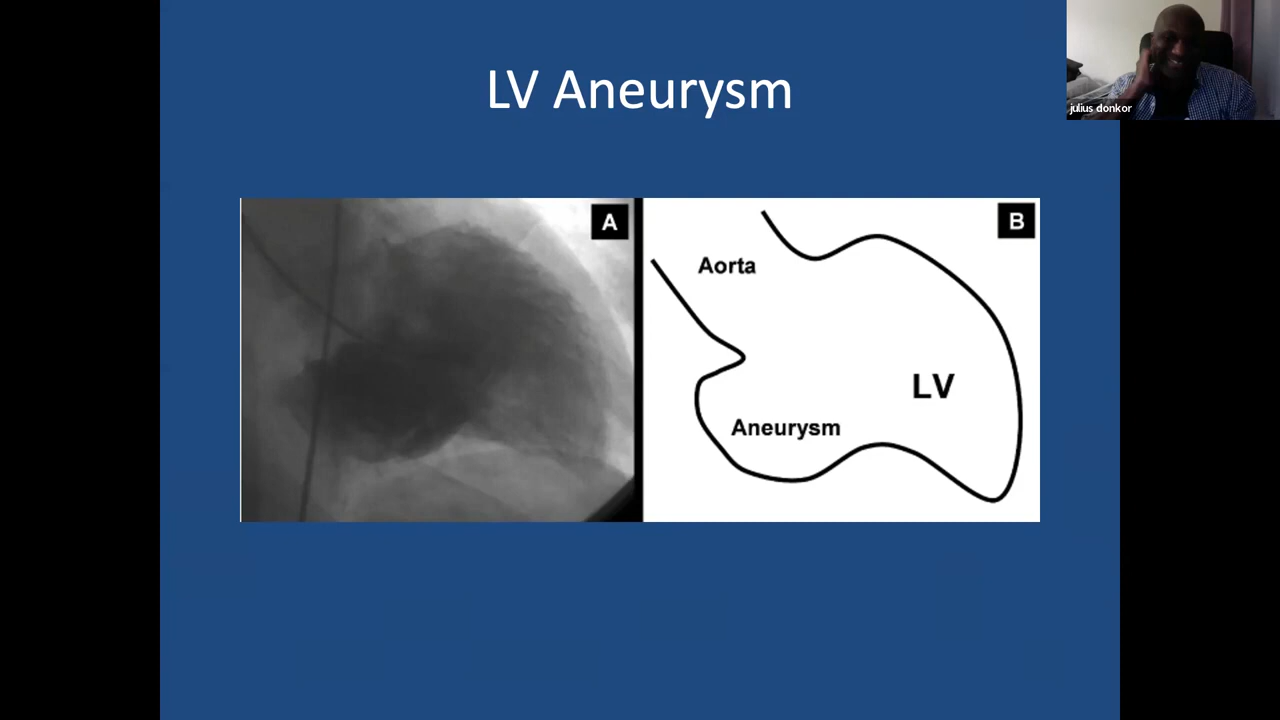 LV Aneurysm
julius donkor
A
B
Aorta
LV
Aneurysm